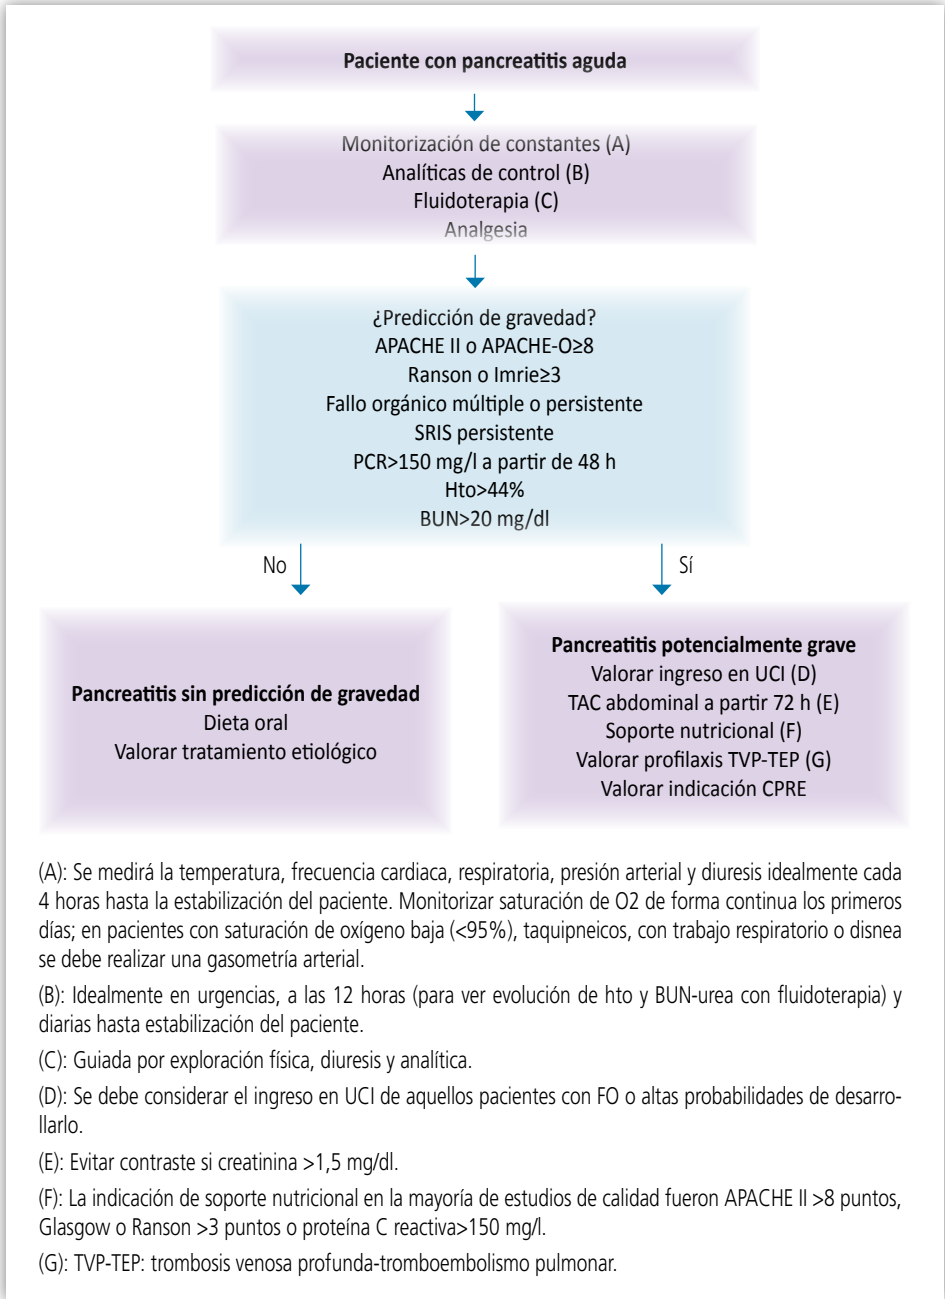 Paciente con pancreatitis aguda
Monitorización de constantes (A)
Analíticas de control (B)
Fluidoterapia (C)
Analgesia
¿Predicción de gravedad?
APACHE II o APACHE-O≥8
Ranson o Imrie≥3
Fallo orgánico múltiple o persistente
SRIS persistente
PCR>150 mg/l a partir de 48 h
Hto>44%
BUN>20 mg/dl
No
Sí
Pancreatitis sin predicción de gravedad
Dieta oral
Valorar tratamiento etiológico
Pancreatitis potencialmente grave
Valorar ingreso en UCI (D)
TAC abdominal a partir 72 h (E)
Soporte nutricional (F)
Valorar profilaxis TVP-TEP (G)
Valorar indicación CPRE
(A): Se medirá la temperatura, frecuencia cardiaca, respiratoria, presión arterial y diuresis idealmente cada
4 horas hasta la estabilización del paciente. Monitorizar saturación de O2 de forma continua los primeros
días; en pacientes con saturación de oxígeno baja (<95%), taquipneicos, con trabajo respiratorio o disnea
se debe realizar una gasometría arterial.
(B): Idealmente en urgencias, a las 12 horas (para ver evolución de hto y BUN-urea con fluidoterapia) y
diarias hasta estabilización del paciente.
(C): Guiada por exploración física, diuresis y analítica.
(D): Se debe considerar el ingreso en UCI de aquellos pacientes con FO o altas probabilidades de desarro-
llarlo.
(E): Evitar contraste si creatinina >1,5 mg/dl.
(F): La indicación de soporte nutricional en la mayoría de estudios de calidad fueron APACHE II >8 puntos,
Glasgow o Ranson >3 puntos o proteína C reactiva>150 mg/l.
(G): TVP-TEP: trombosis venosa profunda-tromboembolismo pulmonar.